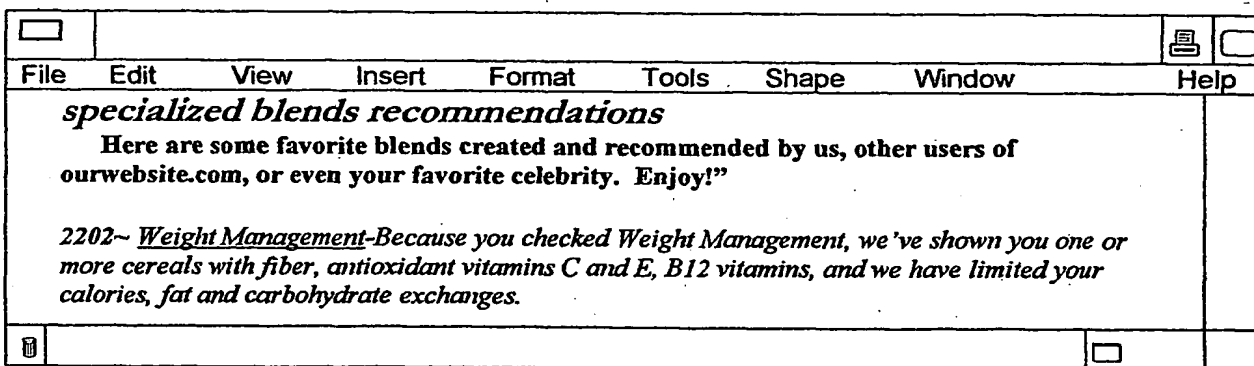 File Edit View Insert Format Tools Shape Window Help
specialized blends recommendations
Here are some favorite blends created and recommended by us, other users of
ourwebsite.com, or even your favorite celebrity. Enjoy!”
2202~ Weight Management-Because you checked Weight Management, we've shown you one or
more cereals with fiber, antioxidant vitamins C and E, B12 vitamins, and we have limited your
calories, fat and carbohydrate exchanges.